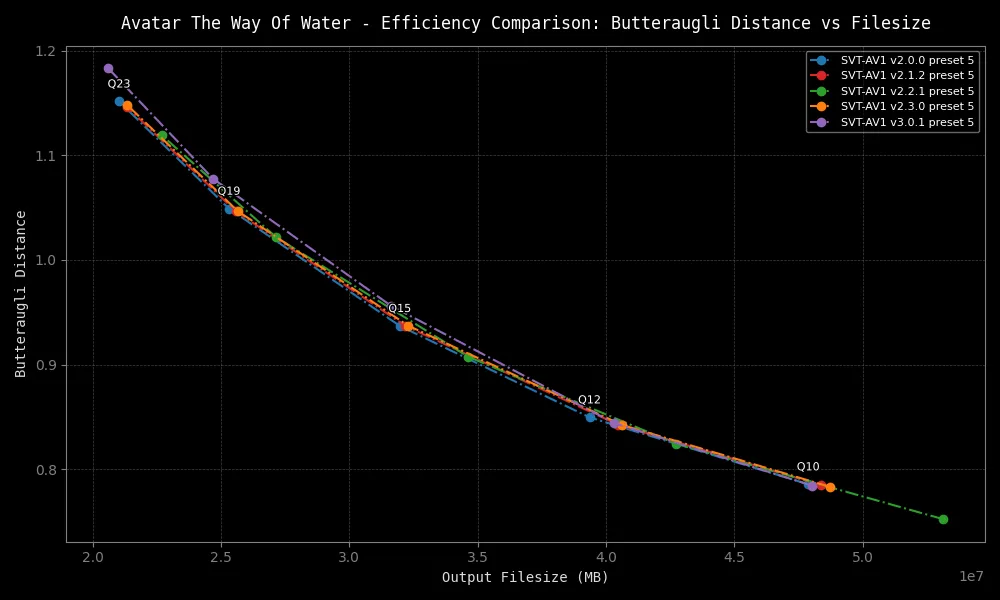 Avatar The Way Of Water - Efficiency Comparison: Butteraugli Distance vs Filesize
SVT-AV1 v2.0.0 preset 5
SVT-AV1 v2.1.2 preset 5
SVT-AV1 v2.2.1 preset 5
SVT-AV1 v2.3.0 preset 5
SVT-AV1 v3.0.1 preset 5
Butteraugli Distance
1.2
1.1
1.0
0.9
0.8
Q23
Q19
Q15
Q12
Q10
2.0 2.5 3.0 3.5 4.0 4.5 5.0
1e7
Output Filesize (MB)